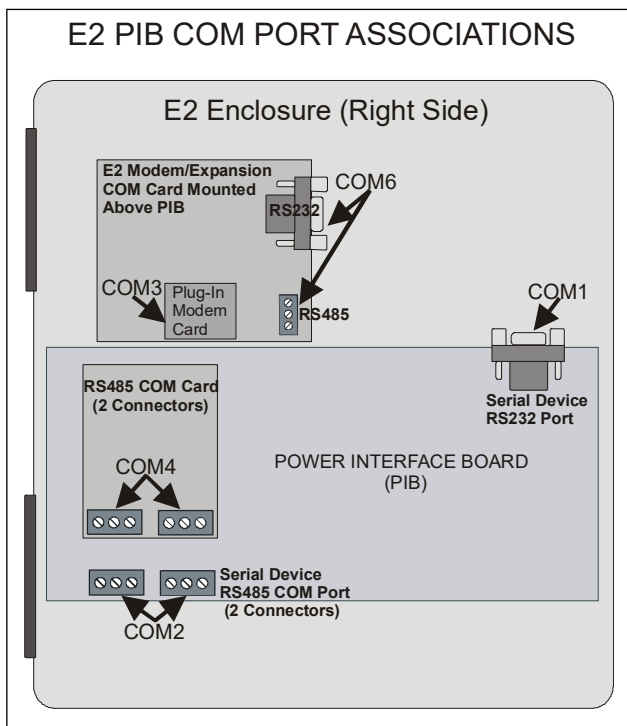 E2 PIB COM PORT ASSOCIATIONS
E2 Enclosure (Right Side)
E2 Modem/Expansion
COM Card Mounted
Above PIB
RS232
COM6
COM3
Plug-In
Modem
Card
RS485
COM1
Serial Device
RS232 Port
RS485 COM Card
(2 Connectors)
COM4
POWER INTERFACE BOARD
(PIB)
Serial Device
RS485 COM Port
(2 Connectors)
COM2